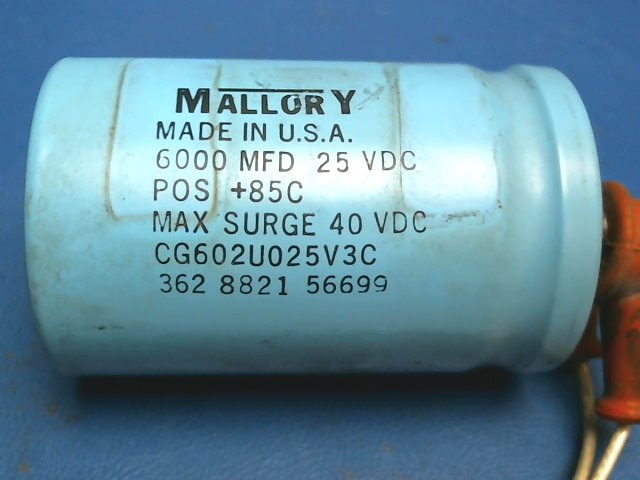 MALLORY
MADE IN U.S.A.
6000 MFD 25 VDC
POS +85C
MAX SURGE 40 VDC
CG602U025V3C
362 8821 56699